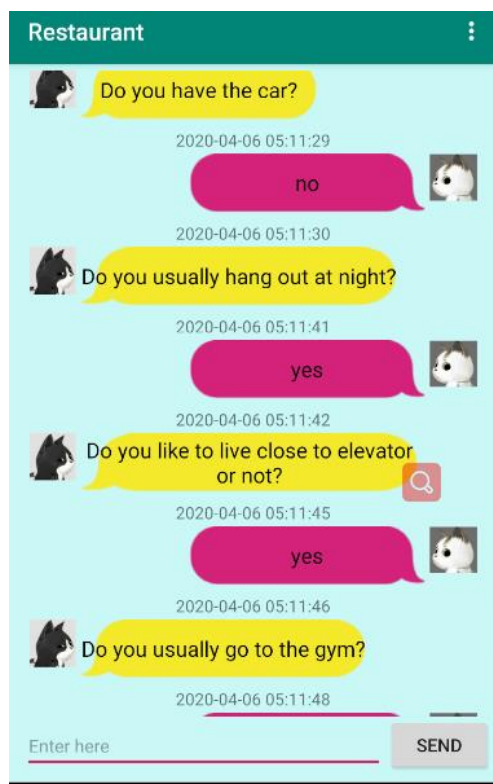 Restaurant
Do you have the car?
2020-04-06 05:11:29
no
2020-04-06 05:11:30
Do you usually hang out at night?
2020-04-06 05:11:41
yes
2020-04-06 05:11:42
Do you like to live close to elevator
or not?
2020-04-06 05:11:45
yes
2020-04-06 05:11:46
Do you usually go to the gym?
2020-04-06 05:11:48
Enter here
SEND